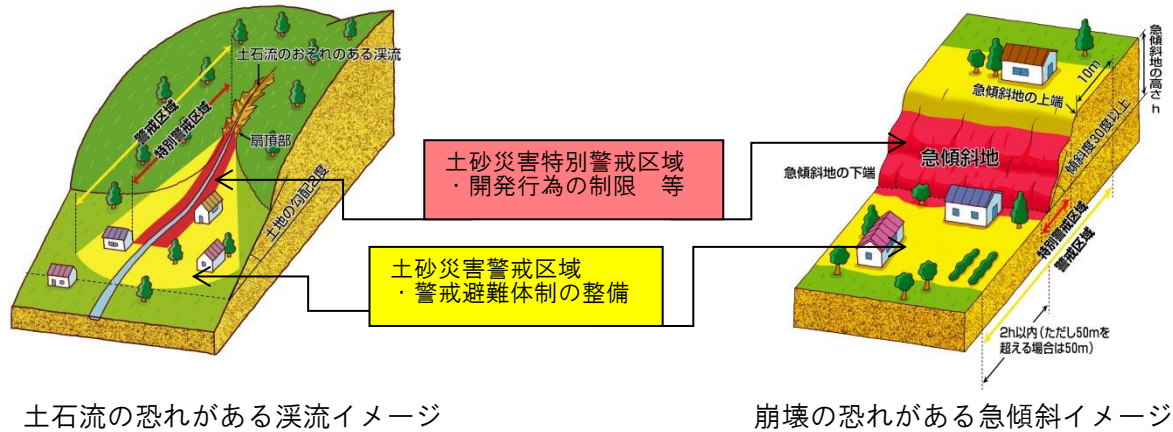 土石流のおそれのある渓流
警戒区域
特別警戒区域
扇頂部
土地の勾配2度
土砂災害特別警戒区域
・開発行為の制限　等
土砂災害警戒区域
・警戒避難体制の整備
急傾斜地の高さ h
10m
急傾斜地の上端
傾斜度30度以上
急傾斜地
急傾斜地の下端
特別警戒区域
警戒区域
2h以内（ただし50mを
超える場合は50m）
土石流の恐れがある渓流イメージ
崩壊の恐れがある急傾斜イメージ